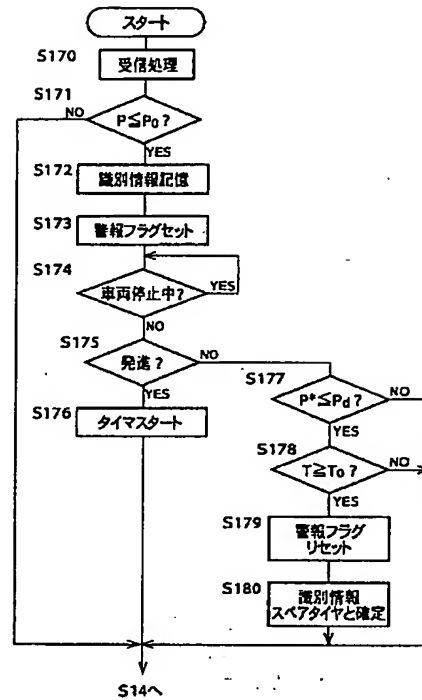 スタート
S170
受信処理
S171
P≦P0?
NO
YES
S172
識別情報記憶
S173
警報フラグセット
S174
車両停止中?
YES
NO
S175
発進?
NO
YES
S176
タイマスタート
S177
P*≦Pd?
NO
YES
S178
T≧To?
NO
YES
S179
警報フラグ
リセット
S180
識別情報
スペアタイヤと確定
S14へ